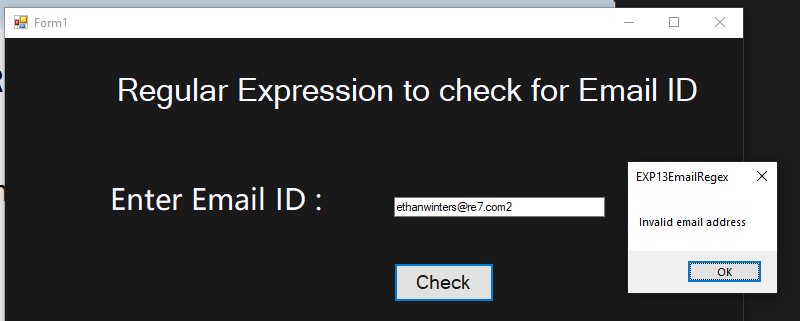 Form1
Regular Expression to check for Email ID
Enter Email ID :
ethanwinters@re7.com2
Check
EXP13EmailRegex
Invalid email address
OK